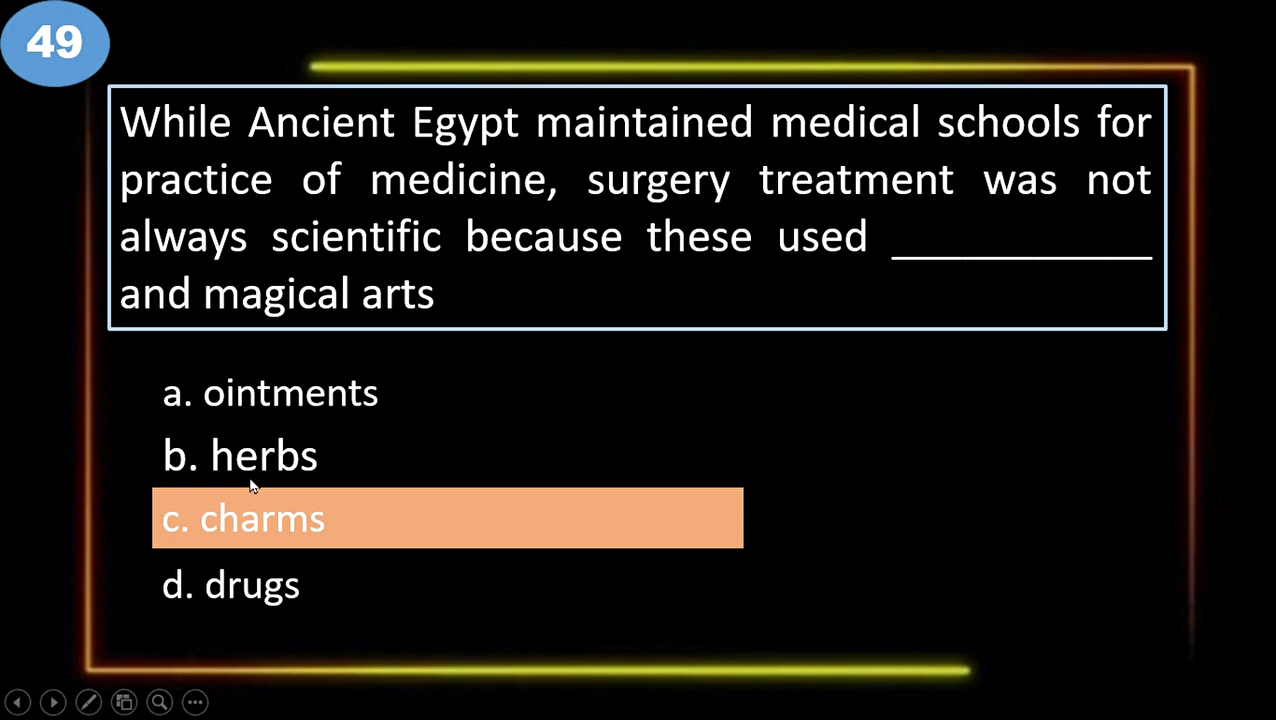 49
While Ancient Egypt maintained medical schools for
practice of medicine, surgery treatment was not
always scientific because these used ____________
and magical arts
a. ointments
b. herbs
c. charms
d. drugs